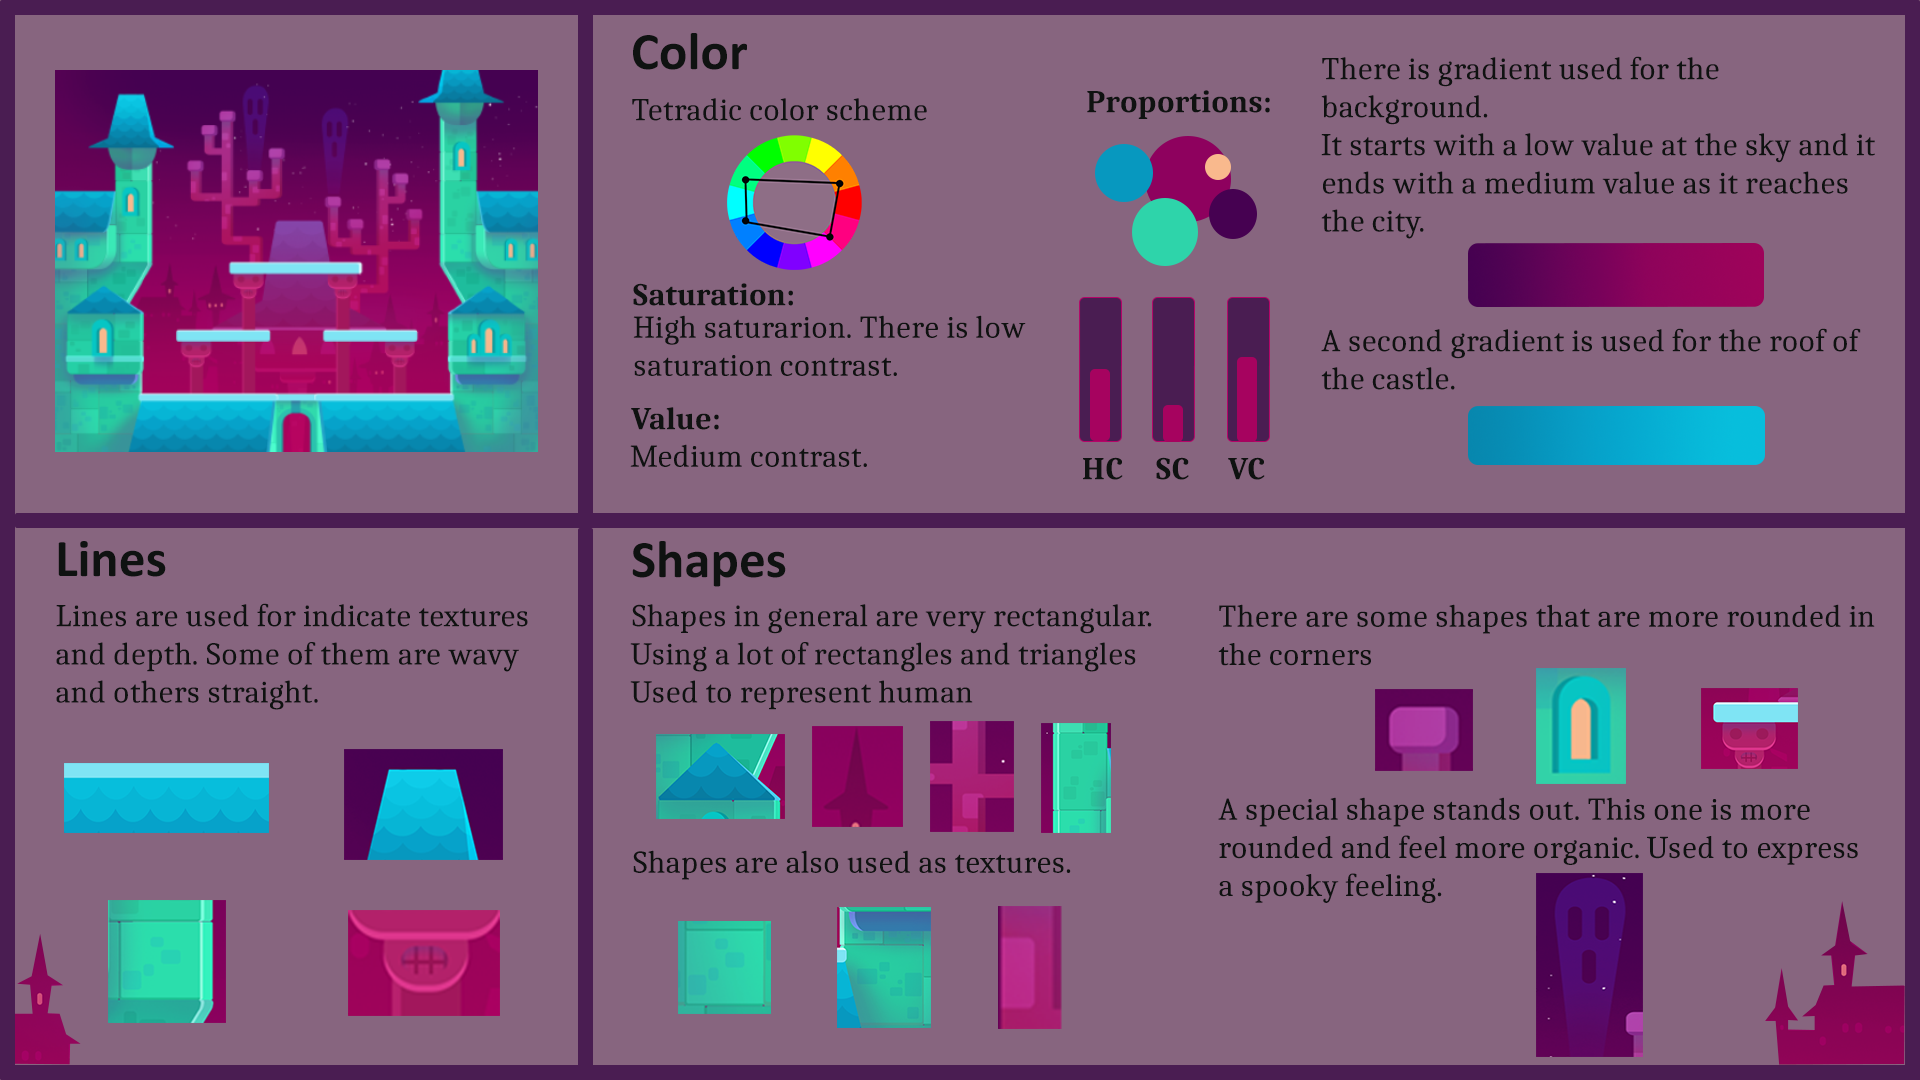 Color
Tetradic color scheme
Saturation:
High saturarion. There is low
saturation contrast.
Value:
Medium contrast.
Proportions:
HC SC VC
There is gradient used for the
background.
It starts with a low value at the sky and it
ends with a medium value as it reaches
the city.
A second gradient is used for the roof of
the castle.
Lines
Lines are used for indicate textures
and depth. Some of them are wavy
and others straight.
Shapes
Shapes in general are very rectangular.
Using a lot of rectangles and triangles
Used to represent human
Shapes are also used as textures.
There are some shapes that are more rounded in
the corners
A special shape stands out. This one is more
rounded and feel more organic. Used to express
a spooky feeling.